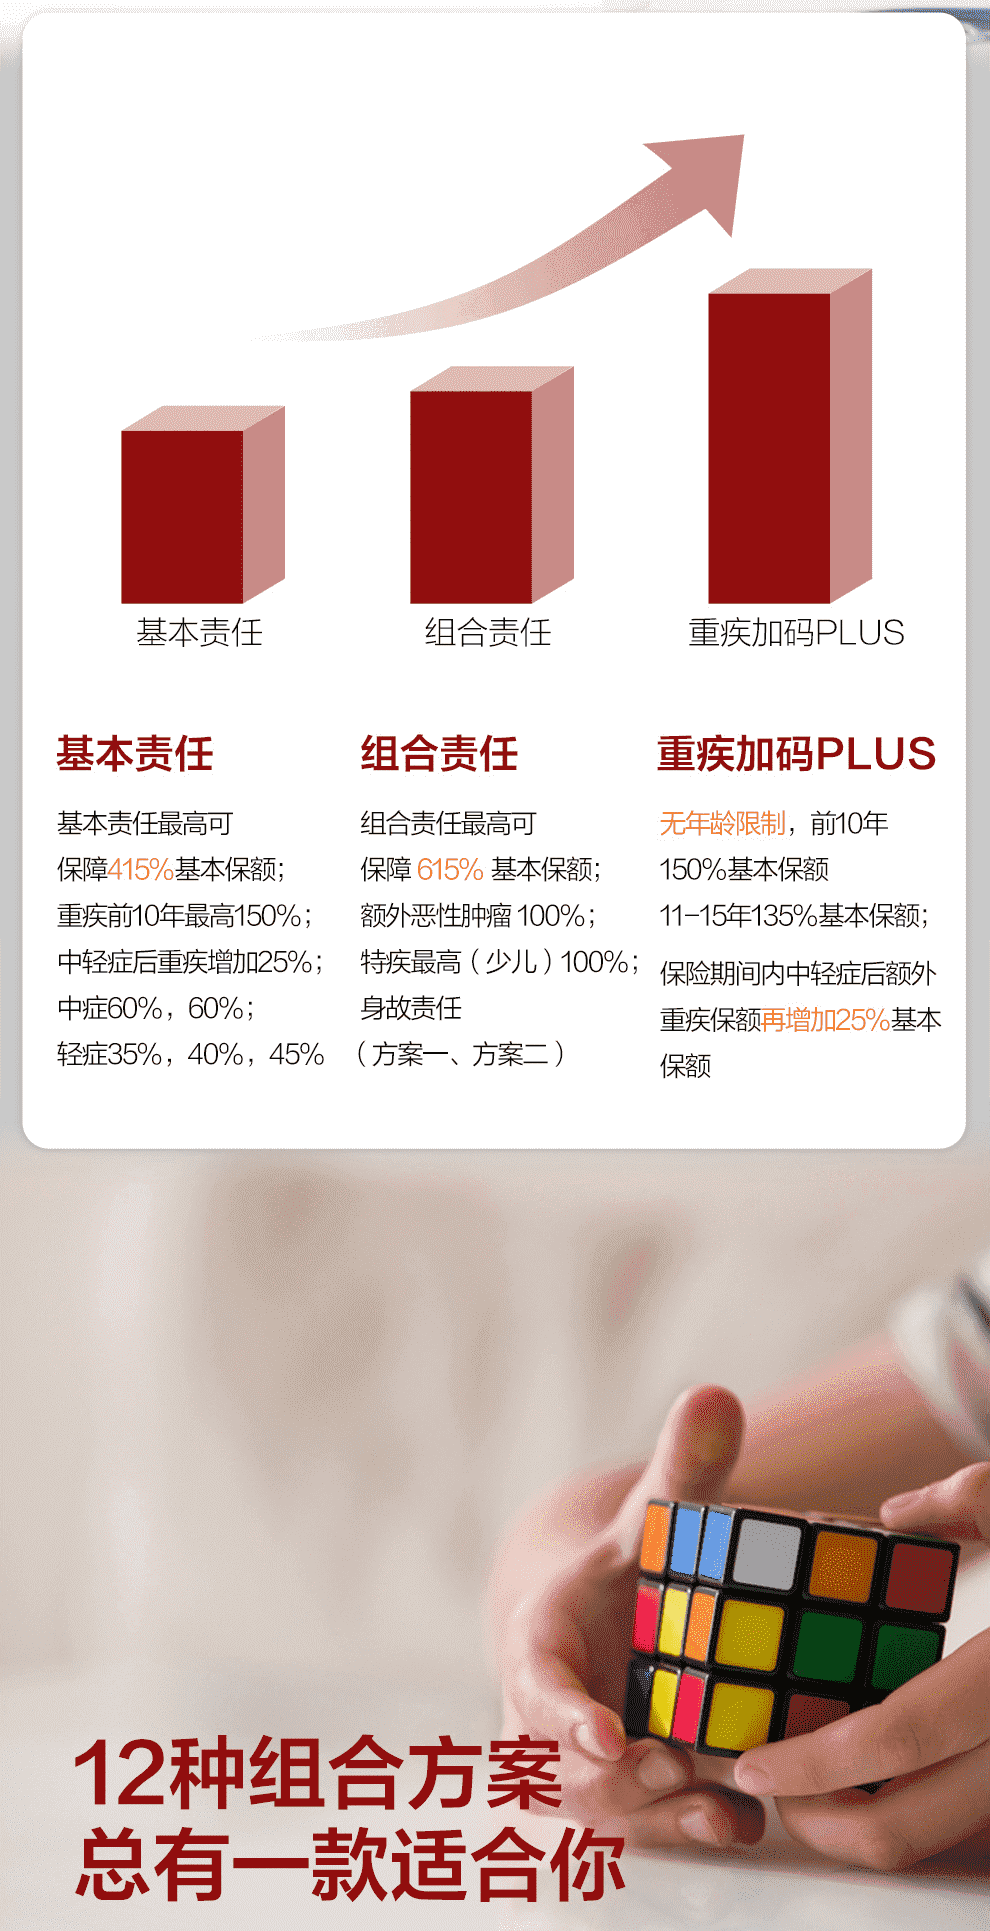 基本责任
组合责任
重疾加码PLUS
基本责任
基本责任最高可
保障415%基本保额；
重疾前10年最高150%；
中轻症后重疾增加25%；
中症60%，60%；
轻症35%，40%，45%
组合责任
组合责任最高可
保障 615% 基本保额；
额外恶性肿瘤 100%；
特疾最高（少儿）100%；
身故责任
（方案一、方案二）
重疾加码PLUS
无年龄限制，前10年
150%基本保额
11-15年135%基本保额；
保险期间内中轻症后额外
重疾保额再增加25%基本
保额
12种组合方案
总有一款适合你